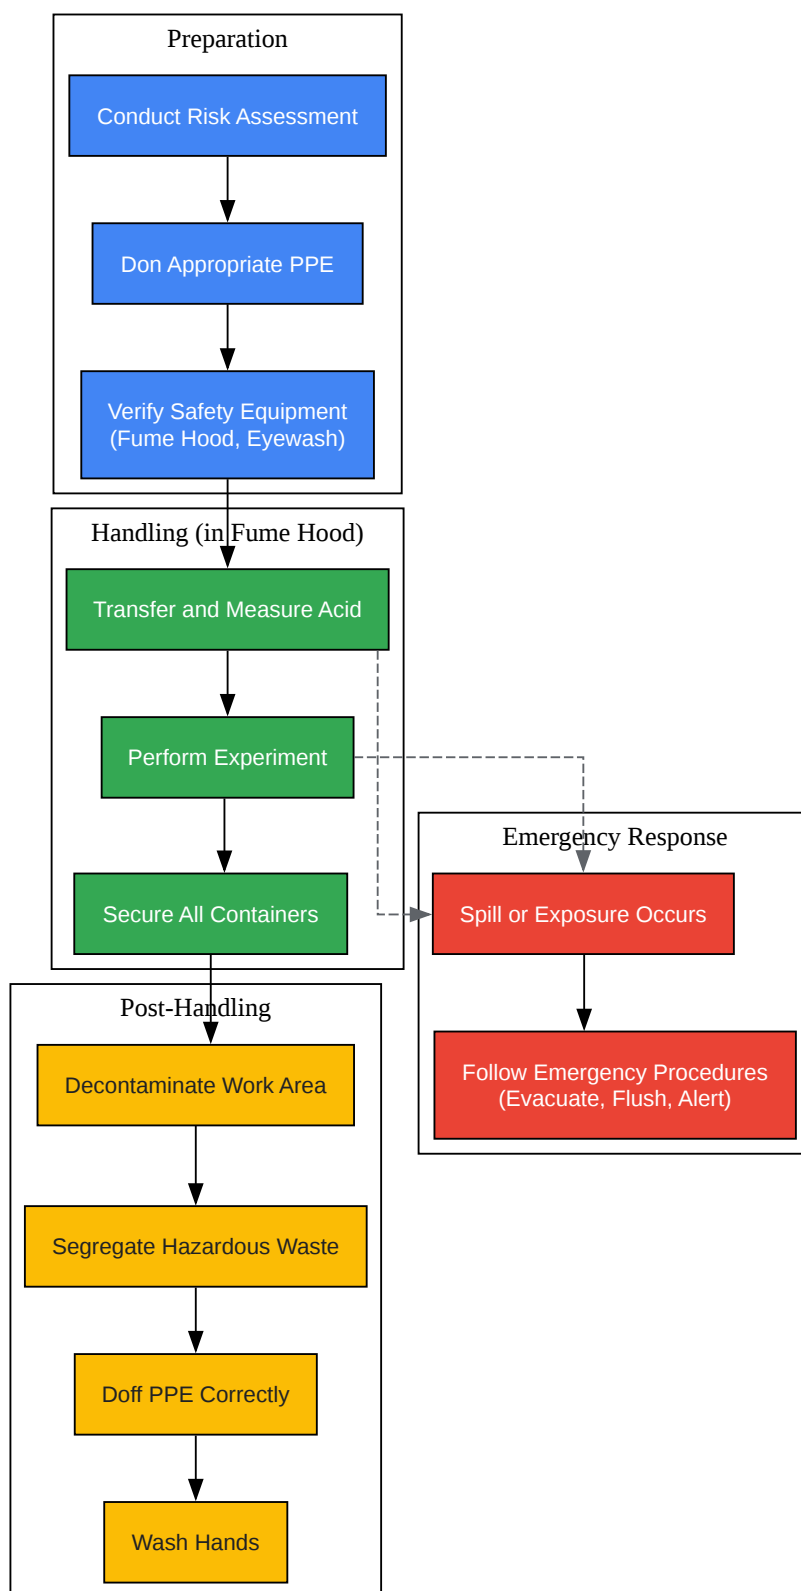 Preparation
Conduct Risk Assessment
Don Appropriate PPE
Verify Safety Equipment
(Fume Hood, Eyewash)
Handling (in Fume Hood)
Transfer and Measure Acid
Perform Experiment
Secure All Containers
Emergency Response
Spill or Exposure Occurs
Follow Emergency Procedures
(Evacuate, Flush, Alert)
Post-Handling
Decontaminate Work Area
Segregate Hazardous Waste
Doff PPE Correctly
Wash Hands